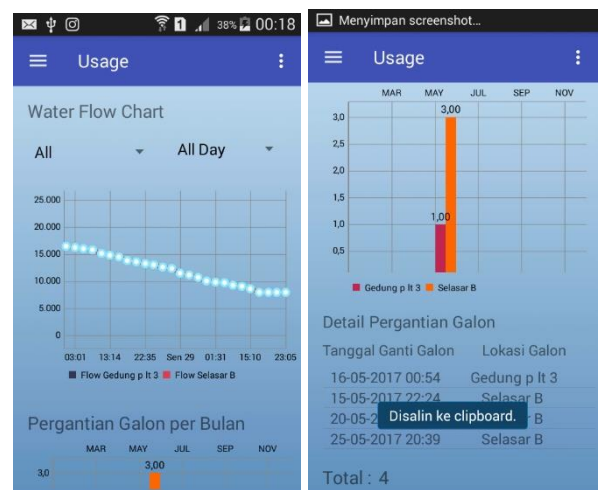 38% 00:18
Usage
Water Flow Chart
All
All Day
25.000
20.000
15.000
10.000
5.000
0
03:01 13:14 22:35 Sen 29 01:31 15:10 23:05
Flow Gedung p lt 3 Flow Selasar B
Pergantian Galon per Bulan
MAR MAY JUL SEP NOV
3,00
3,0
Menyimpan screenshot…
Usage
MAR MAY JUL SEP NOV
3,00
3,0
2,5
2,0
1,5
1,00
1,0
0,5
Gedung p lt 3 Selasar B
Detail Pergantian Galon
Tanggal Ganti Galon Lokasi Galon
16-05-2017 00:54 Gedung p lt 3
15-05-2017 22:24 Selasar B
20-05-2 B
Disalin ke clipboard.
25-05-2017 20:39 Selasar B
Total : 4